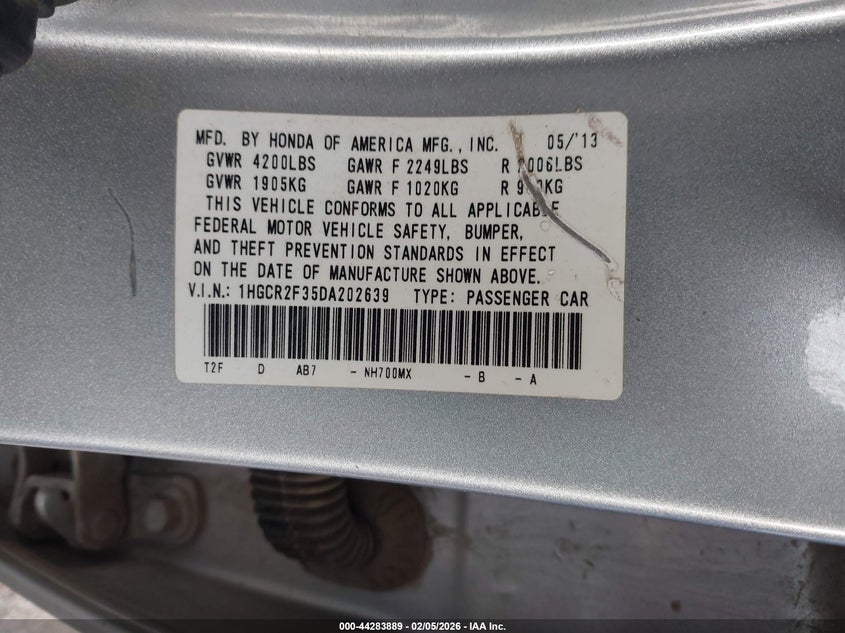 MFD. BY HONDA OF AMERICA MFG., INC. 05/'13
GVWR 4200LBS GAWR F 2249LBS R
GVWR 1905KG GAWR F 1020KG R
THIS VEHICLE CONFORMS TO ALL APPLICABLE
FEDERAL MOTOR VEHICLE SAFETY, BUMPER,
AND THEFT PREVENTION STANDARDS IN EFFECT
ON THE DATE OF MANUFACTURE SHOWN ABOVE.
V.I.N.: 1HGCR2F35DA202639 TYPE: PASSENGER CAR
T2F D AB7 - NH700MX - B - A
000-44283889 | 02/05/2026 - IAA Inc.